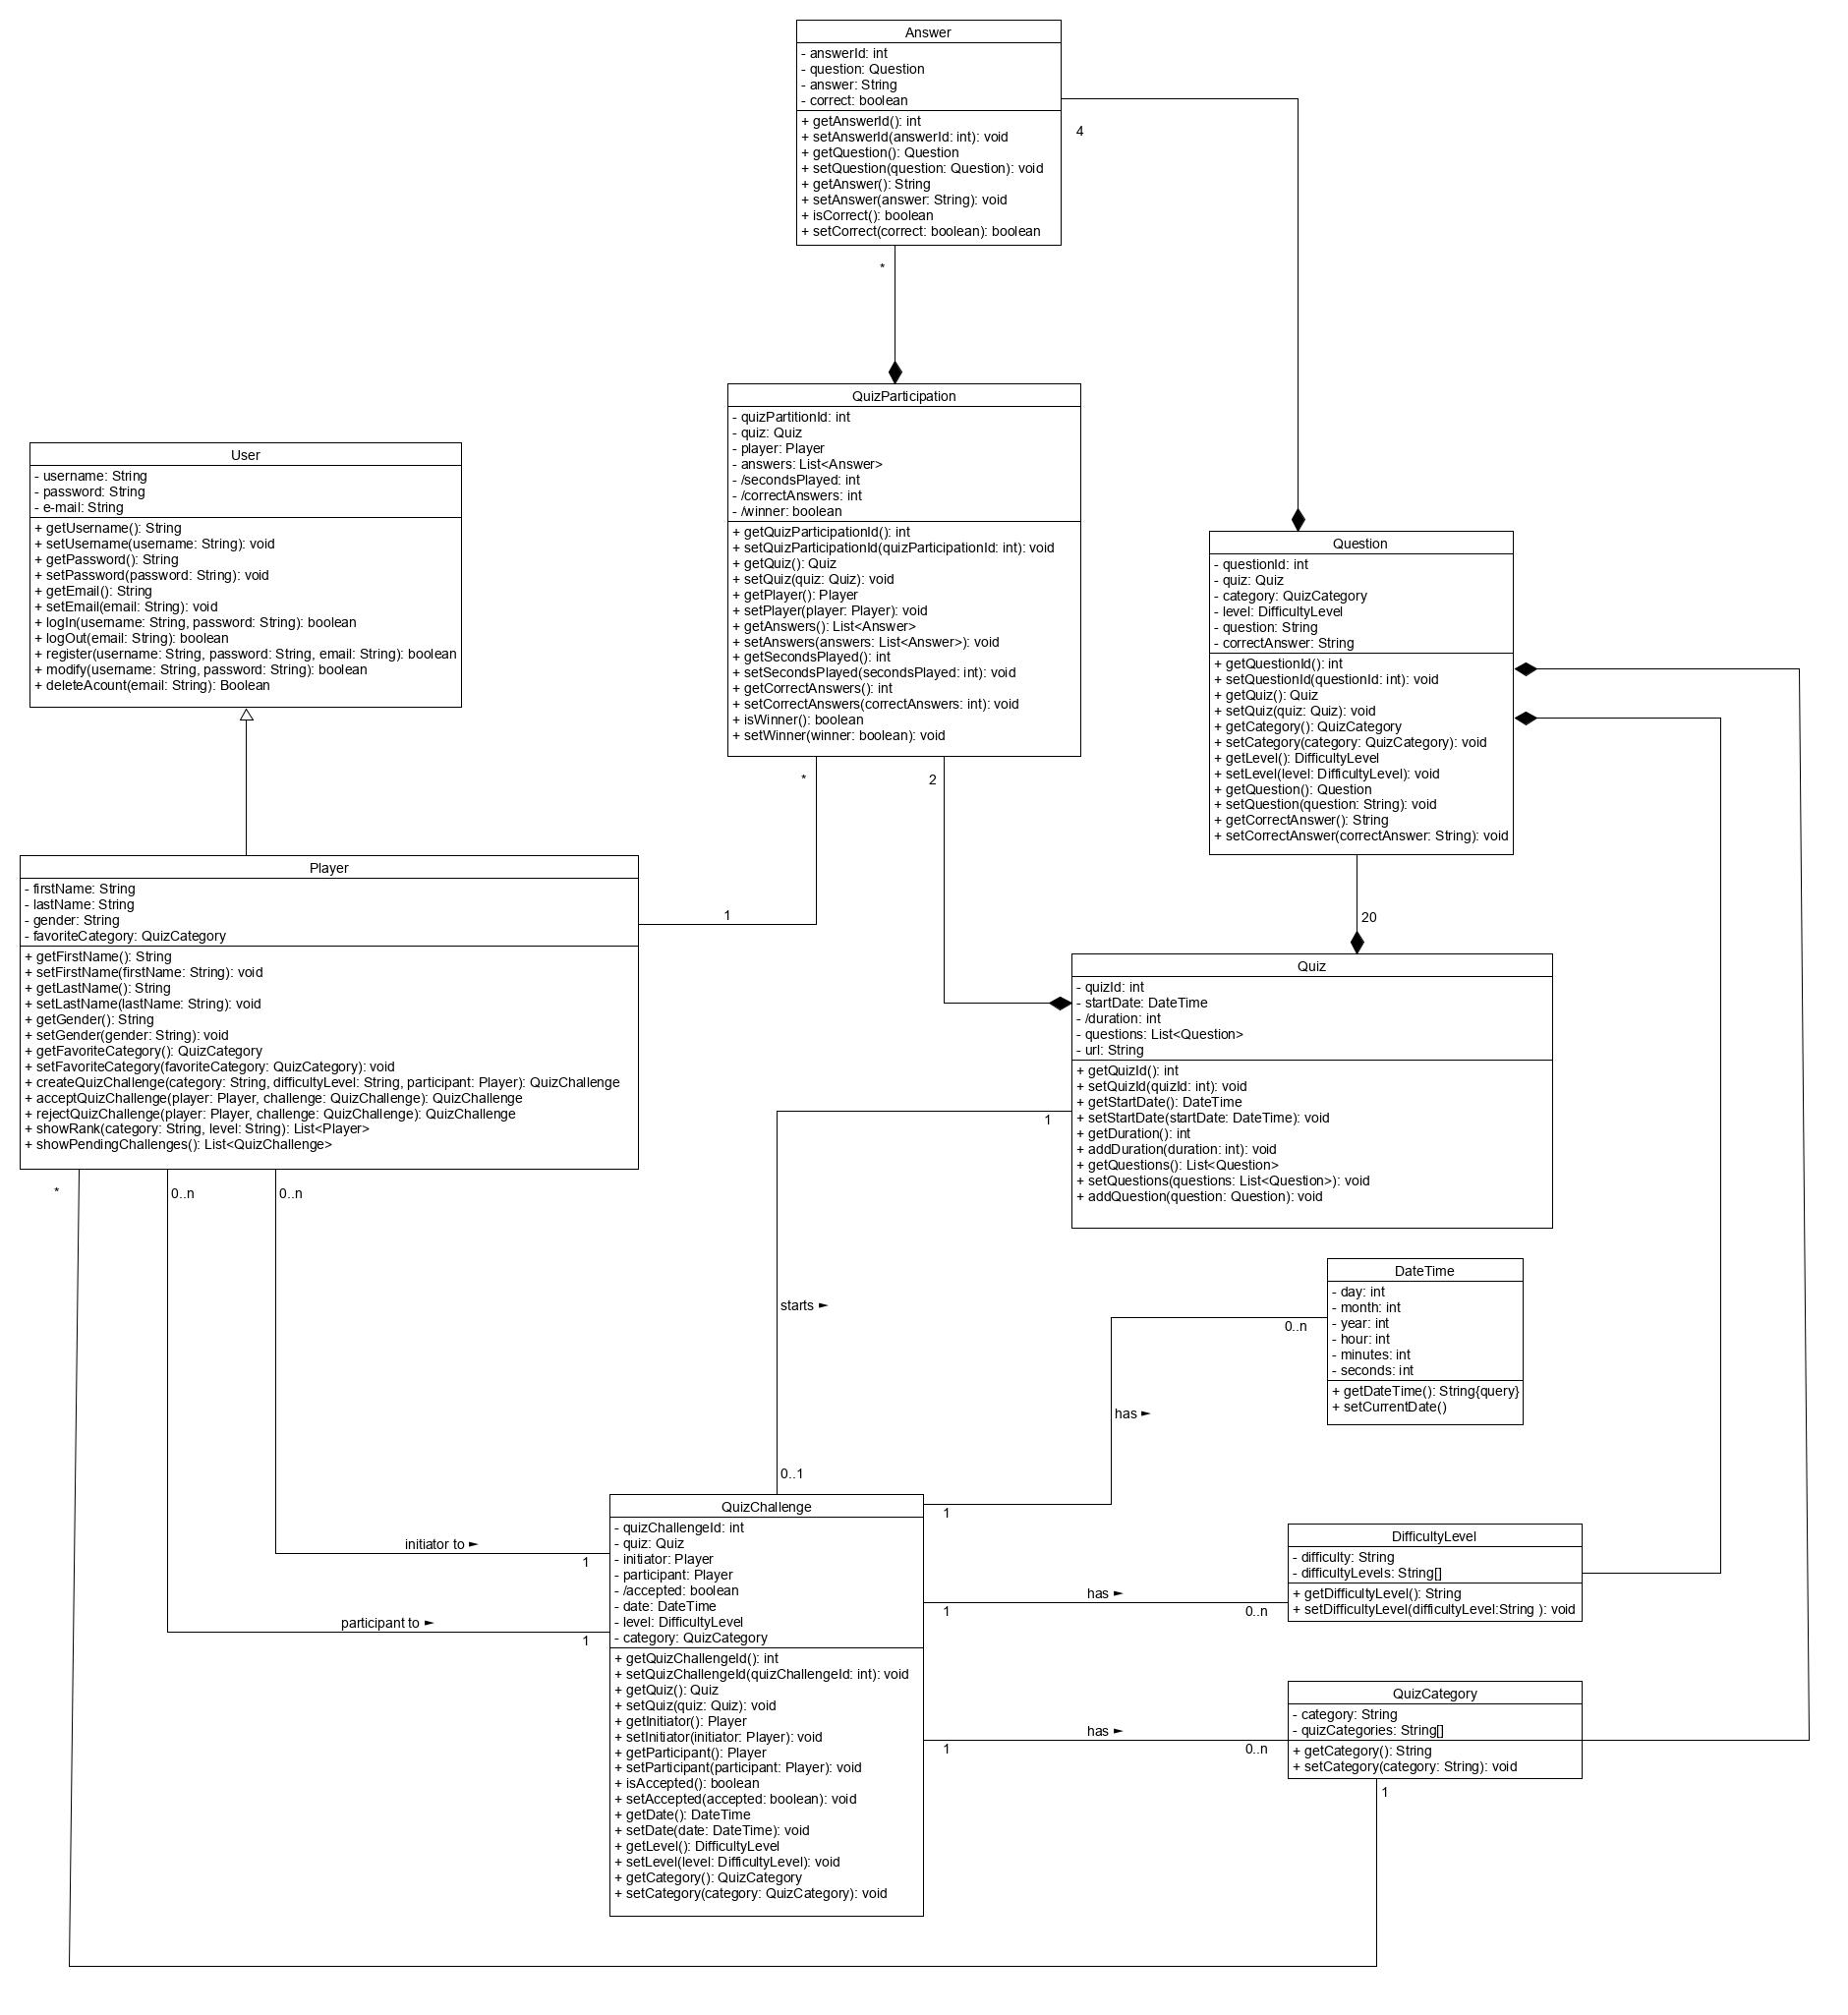 Answer
- answerId: int
- question: Question
- answer: String
- correct: boolean
+ getAnswerId(): int
+ setAnswerId(answerId: int): void
+ getQuestion(): Question
+ setQuestion(question: Question): void
+ getAnswer(): String
+ setAnswer(answer: String): void
+ isCorrect(): boolean
+ setCorrect(correct: boolean): boolean
4
*
QuizParticipation
- quizPartitionId: int
- quiz: Quiz
- player: Player
- answers: List<Answer>
- /secondsPlayed: int
- /correctAnswers: int
- /winner: boolean
+ getQuizParticipationId(): int
+ setQuizParticipationId(quizParticipationId: int): void
+ getQuiz(): Quiz
+ setQuiz(quiz: Quiz): void
+ getPlayer(): Player
+ setPlayer(player: Player): void
+ getAnswers(): List<Answer>
+ setAnswers(answers: List<Answer>): void
+ getSecondsPlayed(): int
+ setSecondsPlayed(secondsPlayed: int): void
+ getCorrectAnswers(): int
+ setCorrectAnswers(correctAnswers: int): void
+ isWinner(): boolean
+ setWinner(winner: boolean): void
*
2
User
- username: String
- password: String
- e-mail: String
+ getUsername(): String
+ setUsername(username: String): void
+ getPassword(): String
+ setPassword(password: String): void
+ getEmail(): String
+ setEmail(email: String): void
+ logIn(username: String, password: String): boolean
+ logOut(email: String): boolean
+ register(username: String, password: String, email: String): boolean
+ modify(username: String, password: String): boolean
+ deleteAcount(email: String): Boolean
Question
- questionId: int
- quiz: Quiz
- category: QuizCategory
- level: DifficultyLevel
- question: String
- correctAnswer: String
+ getQuestionId(): int
+ setQuestionId(questionId: int): void
+ getQuiz(): Quiz
+ setQuiz(quiz: Quiz): void
+ getCategory(): QuizCategory
+ setCategory(category: QuizCategory): void
+ getLevel(): DifficultyLevel
+ setLevel(level: DifficultyLevel): void
+ getQuestion(): Question
+ setQuestion(question: String): void
+ getCorrectAnswer(): String
+ setCorrectAnswer(correctAnswer: String): void
20
Player
- firstName: String
- lastName: String
- gender: String
- favoriteCategory: QuizCategory
+ getFirstName(): String
+ setFirstName(firstName: String): void
+ getLastName(): String
+ setLastName(lastName: String): void
+ getGender(): String
+ setGender(gender: String): void
+ getFavoriteCategory(): QuizCategory
+ setFavoriteCategory(favoriteCategory: QuizCategory): void
+ createQuizChallenge(category: String, difficultyLevel: String, participant: Player): QuizChallenge
+ acceptQuizChallenge(player: Player, challenge: QuizChallenge): QuizChallenge
+ rejectQuizChallenge(player: Player, challenge: QuizChallenge): QuizChallenge
+ showRank(category: String, level: String): List<Player>
+ showPendingChallenges(): List<QuizChallenge>
1
*
0..n
0..n
Quiz
- quizId: int
- startDate: DateTime
- /duration: int
- questions: List<Question>
- url: String
+ getQuizId(): int
+ setQuizId(quizId: int): void
+ getStartDate(): DateTime
+ setStartDate(startDate: DateTime): void
+ getDuration(): int
+ addDuration(duration: int): void
+ getQuestions(): List<Question>
+ setQuestions(questions: List<Question>): void
+ addQuestion(question: Question): void
1
starts ►
0..1
DateTime
- day: int
- month: int
- year: int
- hour: int
- minutes: int
- seconds: int
+ getDateTime(): String{query}
+ setCurrentDate()
0..n
has ►
1
initiator to ►
1
participant to ►
1
QuizChallenge
- quizChallengeId: int
- quiz: Quiz
- initiator: Player
- participant: Player
- /accepted: boolean
- date: DateTime
- level: DifficultyLevel
- category: QuizCategory
+ getQuizChallengeId(): int
+ setQuizChallengeId(quizChallengeId: int): void
+ getQuiz(): Quiz
+ setQuiz(quiz: Quiz): void
+ getInitiator(): Player
+ setInitiator(initiator: Player): void
+ getParticipant(): Player
+ setParticipant(participant: Player): void
+ isAccepted(): boolean
+ setAccepted(accepted: boolean): void
+ getDate(): DateTime
+ setDate(date: DateTime): void
+ getLevel(): DifficultyLevel
+ setLevel(level: DifficultyLevel): void
+ getCategory(): QuizCategory
+ setCategory(category: QuizCategory): void
DifficultyLevel
- difficulty: String
- difficultyLevels: String[]
+ getDifficultyLevel(): String
+ setDifficultyLevel(difficultyLevel:String ): void
has ►
1
0..n
QuizCategory
- category: String
- quizCategories: String[]
+ getCategory(): String
+ setCategory(category: String): void
has ►
1
0..n
1